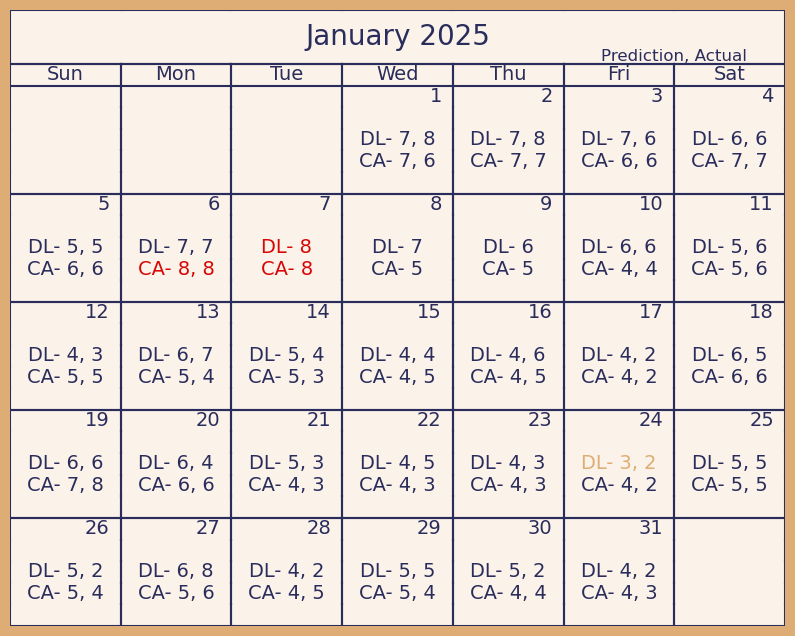 January 2025
Prediction, Actual
Sun Mon Tue Wed Thu Fri Sat
1 2 3 4
DL- 7, 8 DL- 7, 8 DL- 7, 6 DL- 6, 6
CA- 7, 6 CA- 7, 7 CA- 6, 6 CA- 7, 7
5 6 7 8 9 10 11
DL- 5, 5 DL- 7, 7 DL- 8 DL- 7 DL- 6 DL- 6, 6 DL- 5, 6
CA- 6, 6 CA- 8, 8 CA- 8 CA- 5 CA- 5 CA- 4, 4 CA- 5, 6
12 13 14 15 16 17 18
DL- 4, 3 DL- 6, 7 DL- 5, 4 DL- 4, 4 DL- 4, 6 DL- 4, 2 DL- 6, 5
CA- 5, 5 CA- 5, 4 CA- 5, 3 CA- 4, 5 CA- 4, 5 CA- 4, 2 CA- 6, 6
19 20 21 22 23 24 25
DL- 6, 6 DL- 6, 4 DL- 5, 3 DL- 4, 5 DL- 4, 3 DL- 3, 2 DL- 5, 5
CA- 7, 8 CA- 6, 6 CA- 4, 3 CA- 4, 3 CA- 4, 3 CA- 4, 2 CA- 5, 5
26 27 28 29 30 31
DL- 5, 2 DL- 6, 8 DL- 4, 2 DL- 5, 5 DL- 5, 2 DL- 4, 2
CA- 5, 4 CA- 5, 6 CA- 4, 5 CA- 5, 4 CA- 4, 4 CA- 4, 3